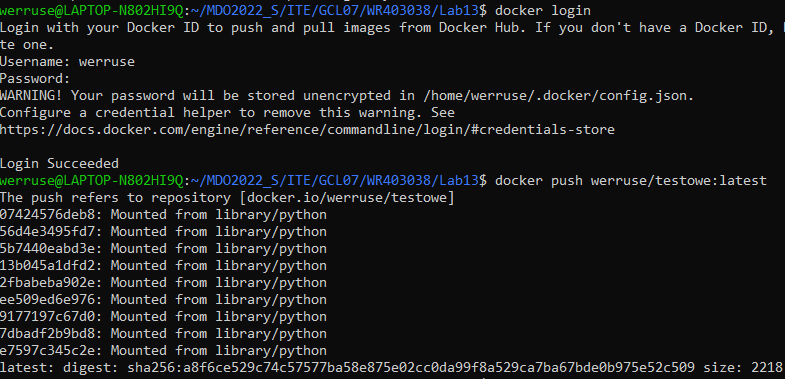 werruse@LAPTOP-N802HI9Q:~/MDO2022_S/ITE/GCL07/WR403038/Lab13$ docker login
Login with your Docker ID to push and pull images from Docker Hub. If you don't have a Docker ID,
te one.
Username: werruse
Password:
WARNING! Your password will be stored unencrypted in /home/werruse/.docker/config.json.
Configure a credential helper to remove this warning. See
https://docs.docker.com/engine/reference/commandline/login/#credentials-store
Login Succeeded
werruse@LAPTOP-N802HI9Q:~/MDO2022_S/ITE/GCL07/WR403038/Lab13$ docker push werruse/testowe:latest
The push refers to repository [docker.io/werruse/testowe]
07424576deb8: Mounted from library/python
56d4e3495fd7: Mounted from library/python
5b7440eabd3e: Mounted from library/python
13b045a1dfd2: Mounted from library/python
2fbabeba902e: Mounted from library/python
ee509ed6e976: Mounted from library/python
9177197c67d0: Mounted from library/python
7dbadf2b9bd8: Mounted from library/python
e7597c345c2e: Mounted from library/python
latest: digest: sha256:a8f6ce529c74c57577ba58e875e02cc0da99f8a529ca7ba67bde0b975e52c509 size: 2218